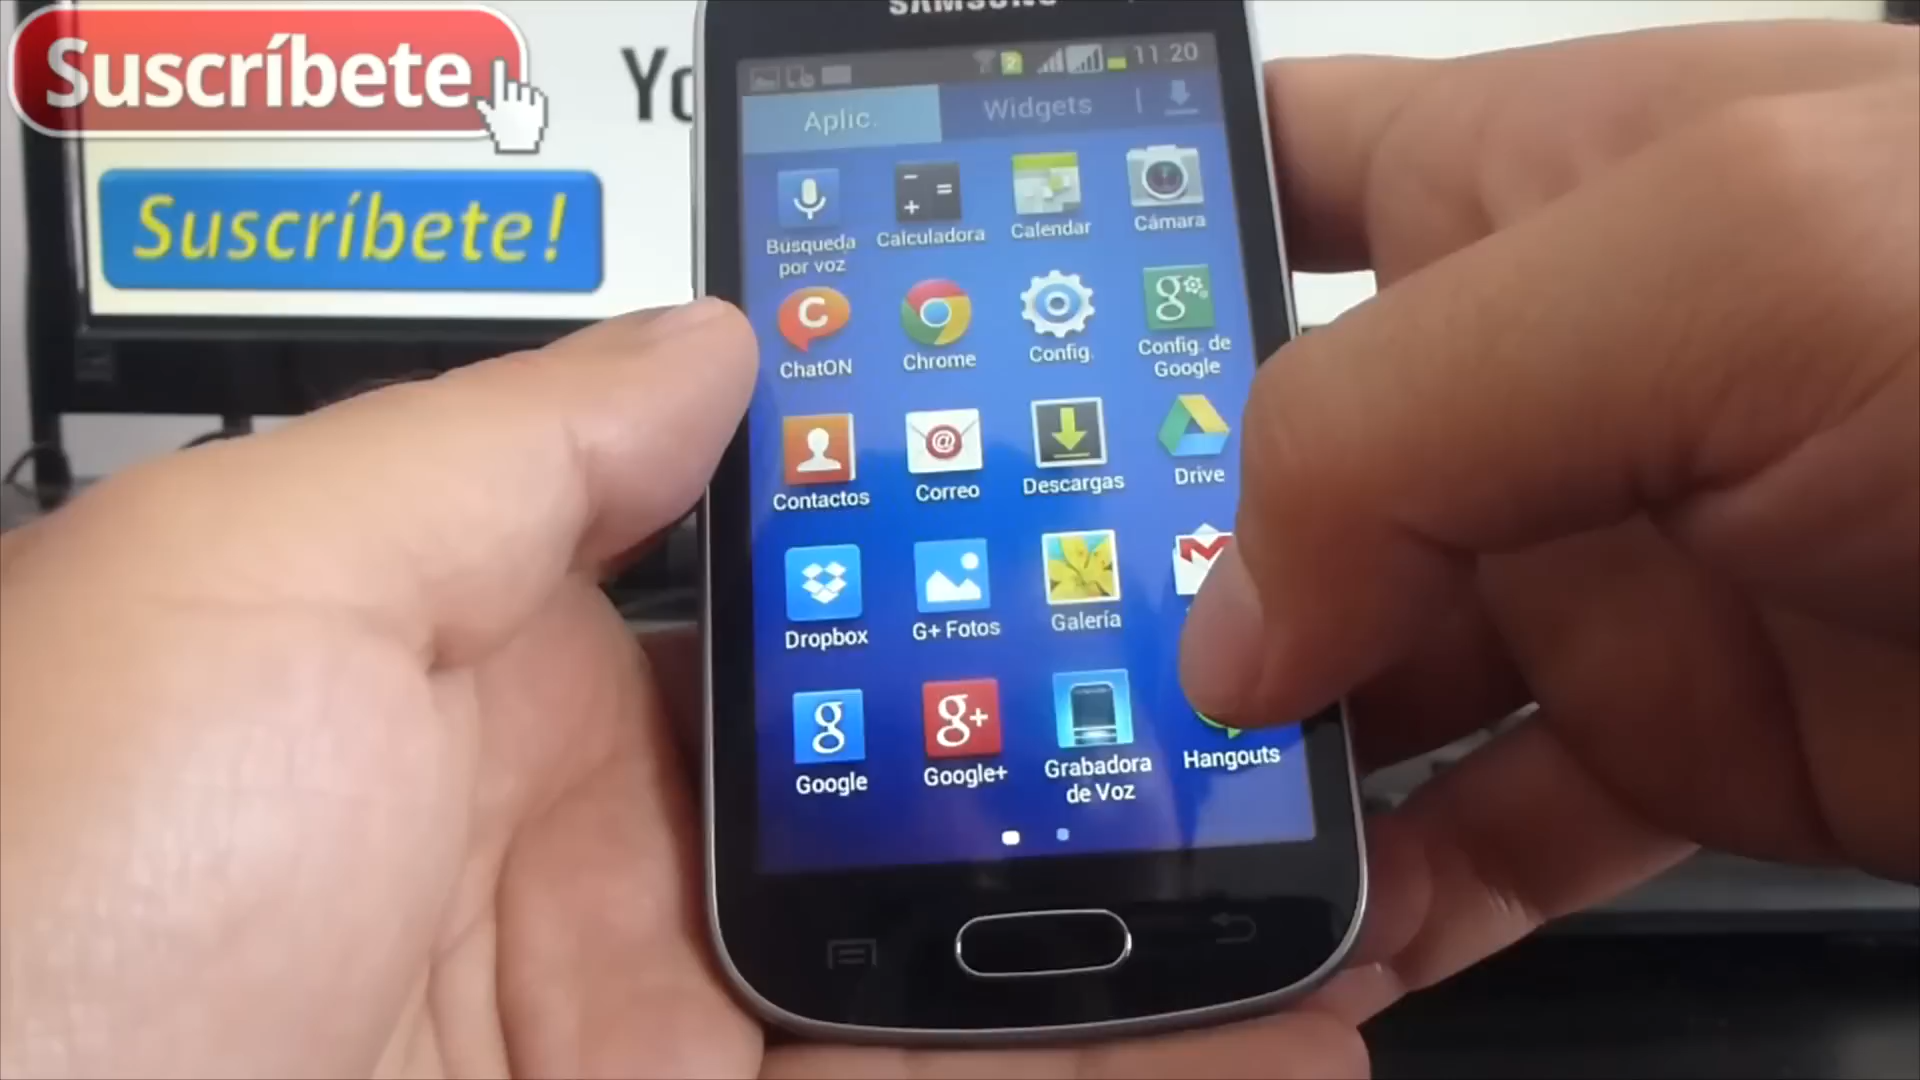 Suscríbete
Suscríbete!
Yo
SAMSUNG
2
11:20
Aplic.
Widgets
Búsqueda
por voz
Calculadora
Calendar
Cámara
ChatON
Chrome
Config.
Config. de
Google
Contactos
Correo
Descargas
Drive
Dropbox
G+ Fotos
Galería
Google
Google+
Grabadora
de Voz
Hangouts